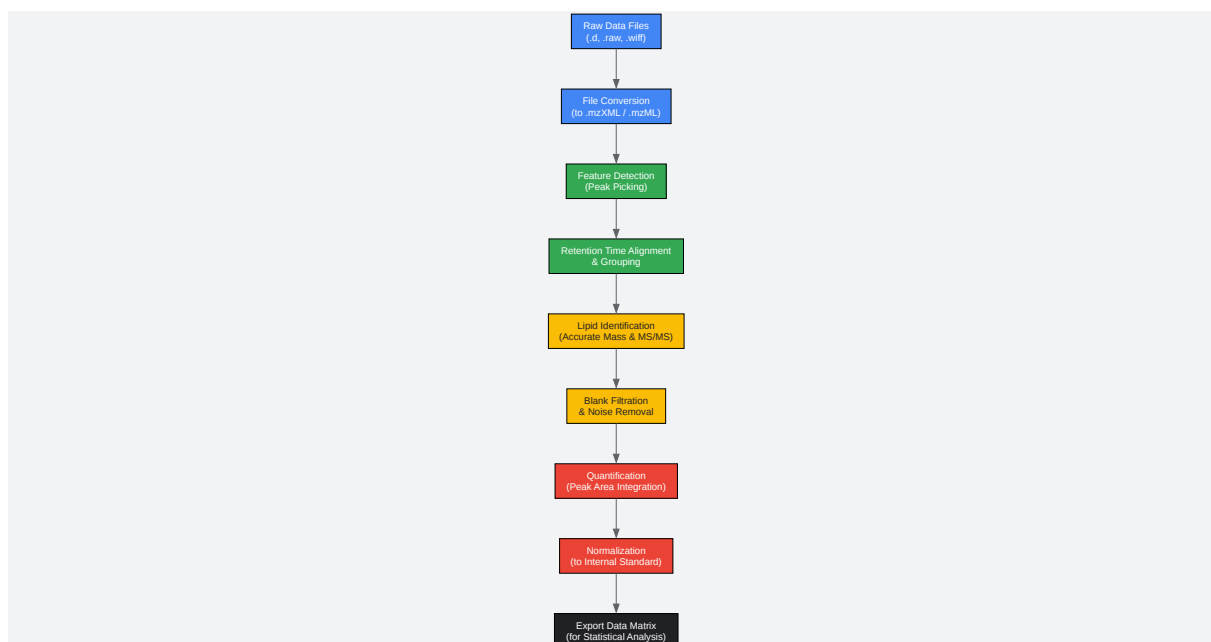 Raw Data Files
(.d, .raw, .wiff)
File Conversion
(to .mzXML / .mzML)
Feature Detection
(Peak Picking)
Retention Time Alignment
& Grouping
Lipid Identification
(Accurate Mass & MS/MS)
Blank Filtration
& Noise Removal
Quantification
(Peak Area Integration)
Normalization
(to Internal Standard)
Export Data Matrix
(for Statistical Analysis)